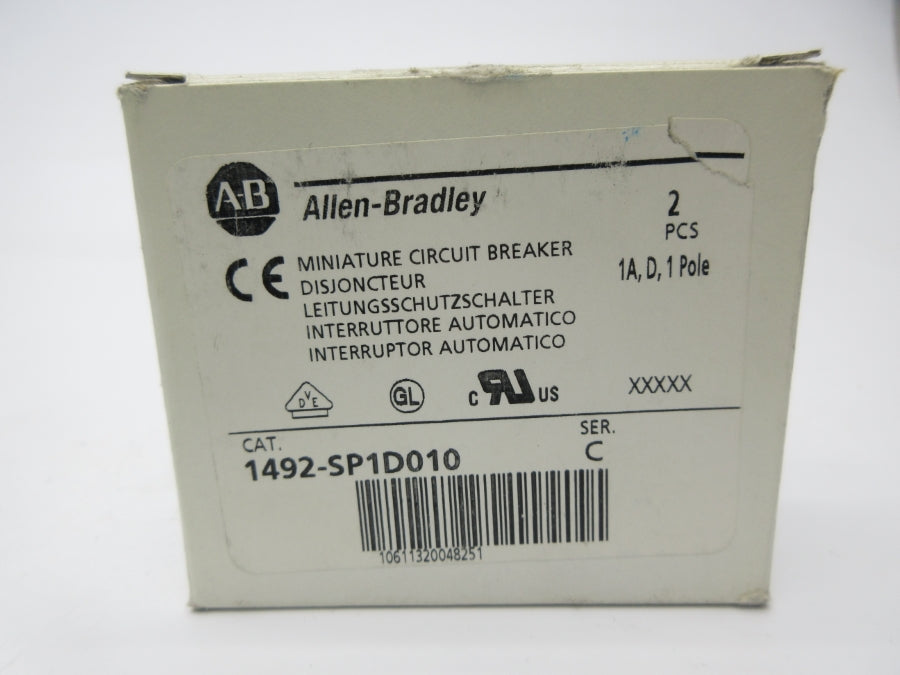 A-B
Allen-Bradley
2
PCS
CE
MINIATURE CIRCUIT BREAKER
DISJONCTEUR
LEITUNGSSCHUTZSCHALTER
INTERRUTTORE AUTOMATICO
INTERRUPTOR AUTOMATICO
1A, D, 1 Pole
DVE
GL
c RU US
XXXXX
CAT.
1492-SP1D010
SER.
C
10611320048251